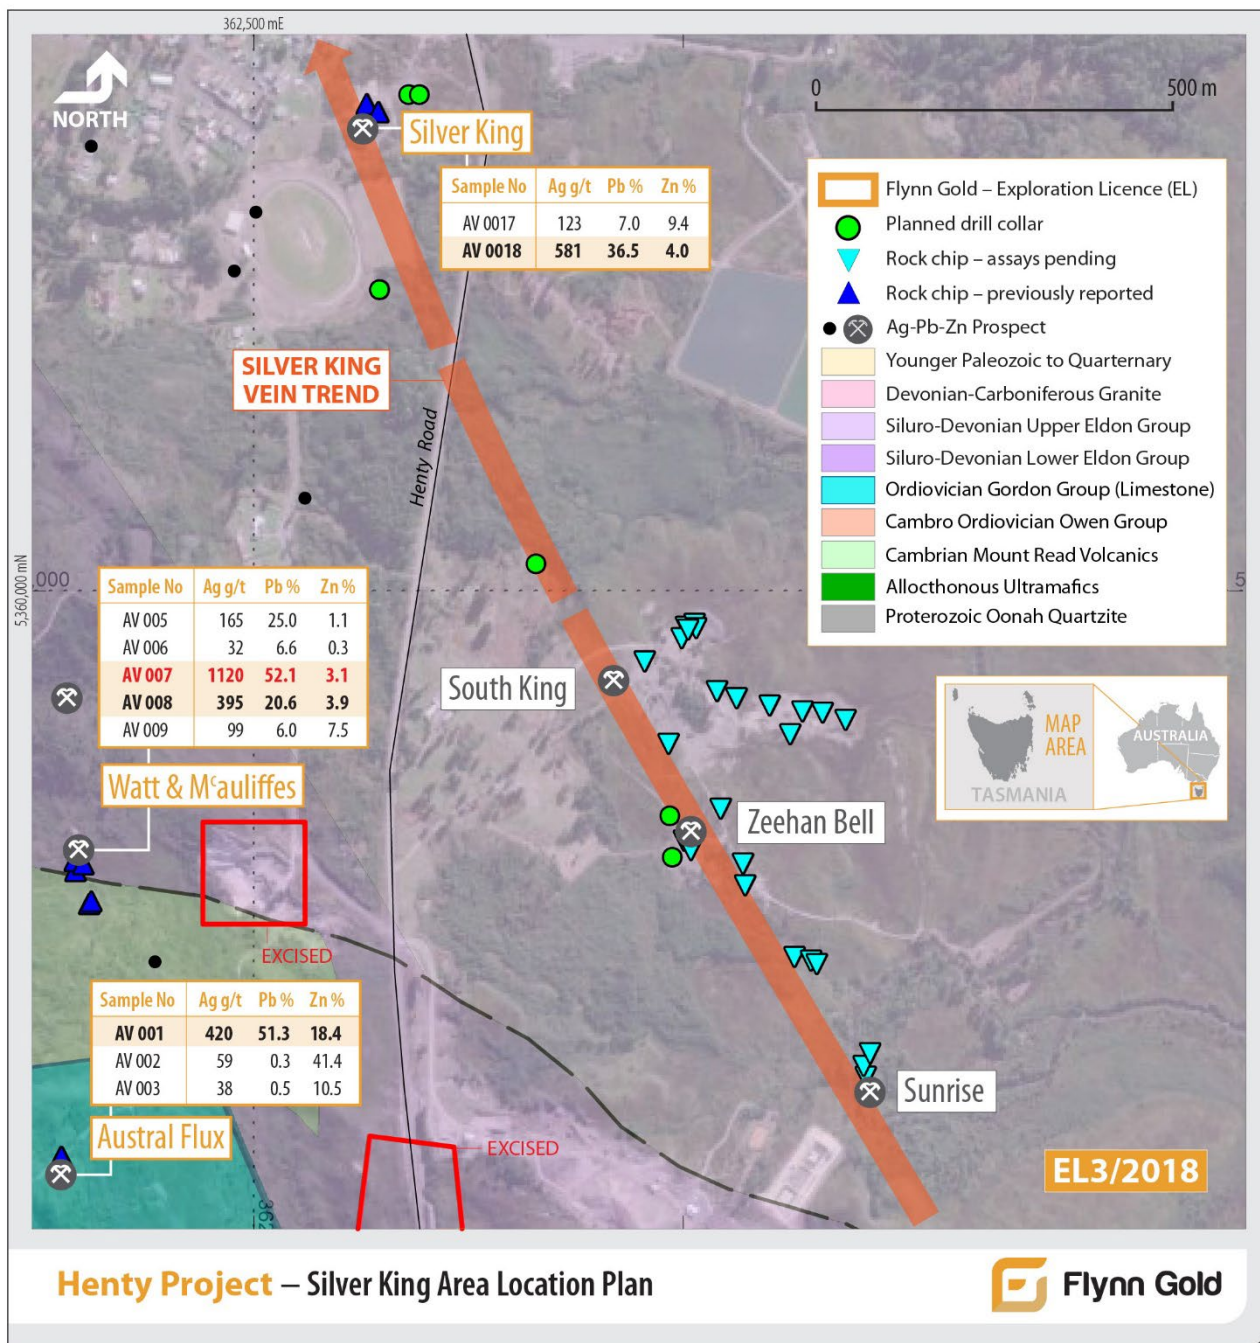 362,500 mE
NORTH
0 500 m
Silver King
Sample No Ag g/t Pb % Zn %
AV 0017 123 7.0 9.4
AV 0018 581 36.5 4.0
Flynn Gold – Exploration Licence (EL)
Planned drill collar
Rock chip – assays pending
Rock chip – previously reported
Ag-Pb-Zn Prospect
Younger Paleozoic to Quarternary
Devonian-Carboniferous Granite
Siluro-Devonian Upper Eldon Group
Siluro-Devonian Lower Eldon Group
Ordiovician Gordon Group (Limestone)
Cambro Ordiovician Owen Group
Cambrian Mount Read Volcanics
Allocthonous Ultramafics
Proterozoic Oonah Quartzite
SILVER KING
VEIN TREND
Henty Road
5,360,000 mN
,000
5
Sample No Ag g/t Pb % Zn %
AV 005 165 25.0 1.1
AV 006 32 6.6 0.3
AV 007 1120 52.1 3.1
AV 008 395 20.6 3.9
AV 009 99 6.0 7.5
Watt & Mcauliffes
South King
MAP
AREA
TASMANIA
AUSTRALIA
Zeehan Bell
EXCISED
Sample No Ag g/t Pb % Zn %
AV 001 420 51.3 18.4
AV 002 59 0.3 41.4
AV 003 38 0.5 10.5
Austral Flux
Sunrise
EXCISED
362
EL3/2018
Henty Project – Silver King Area Location Plan
Flynn Gold